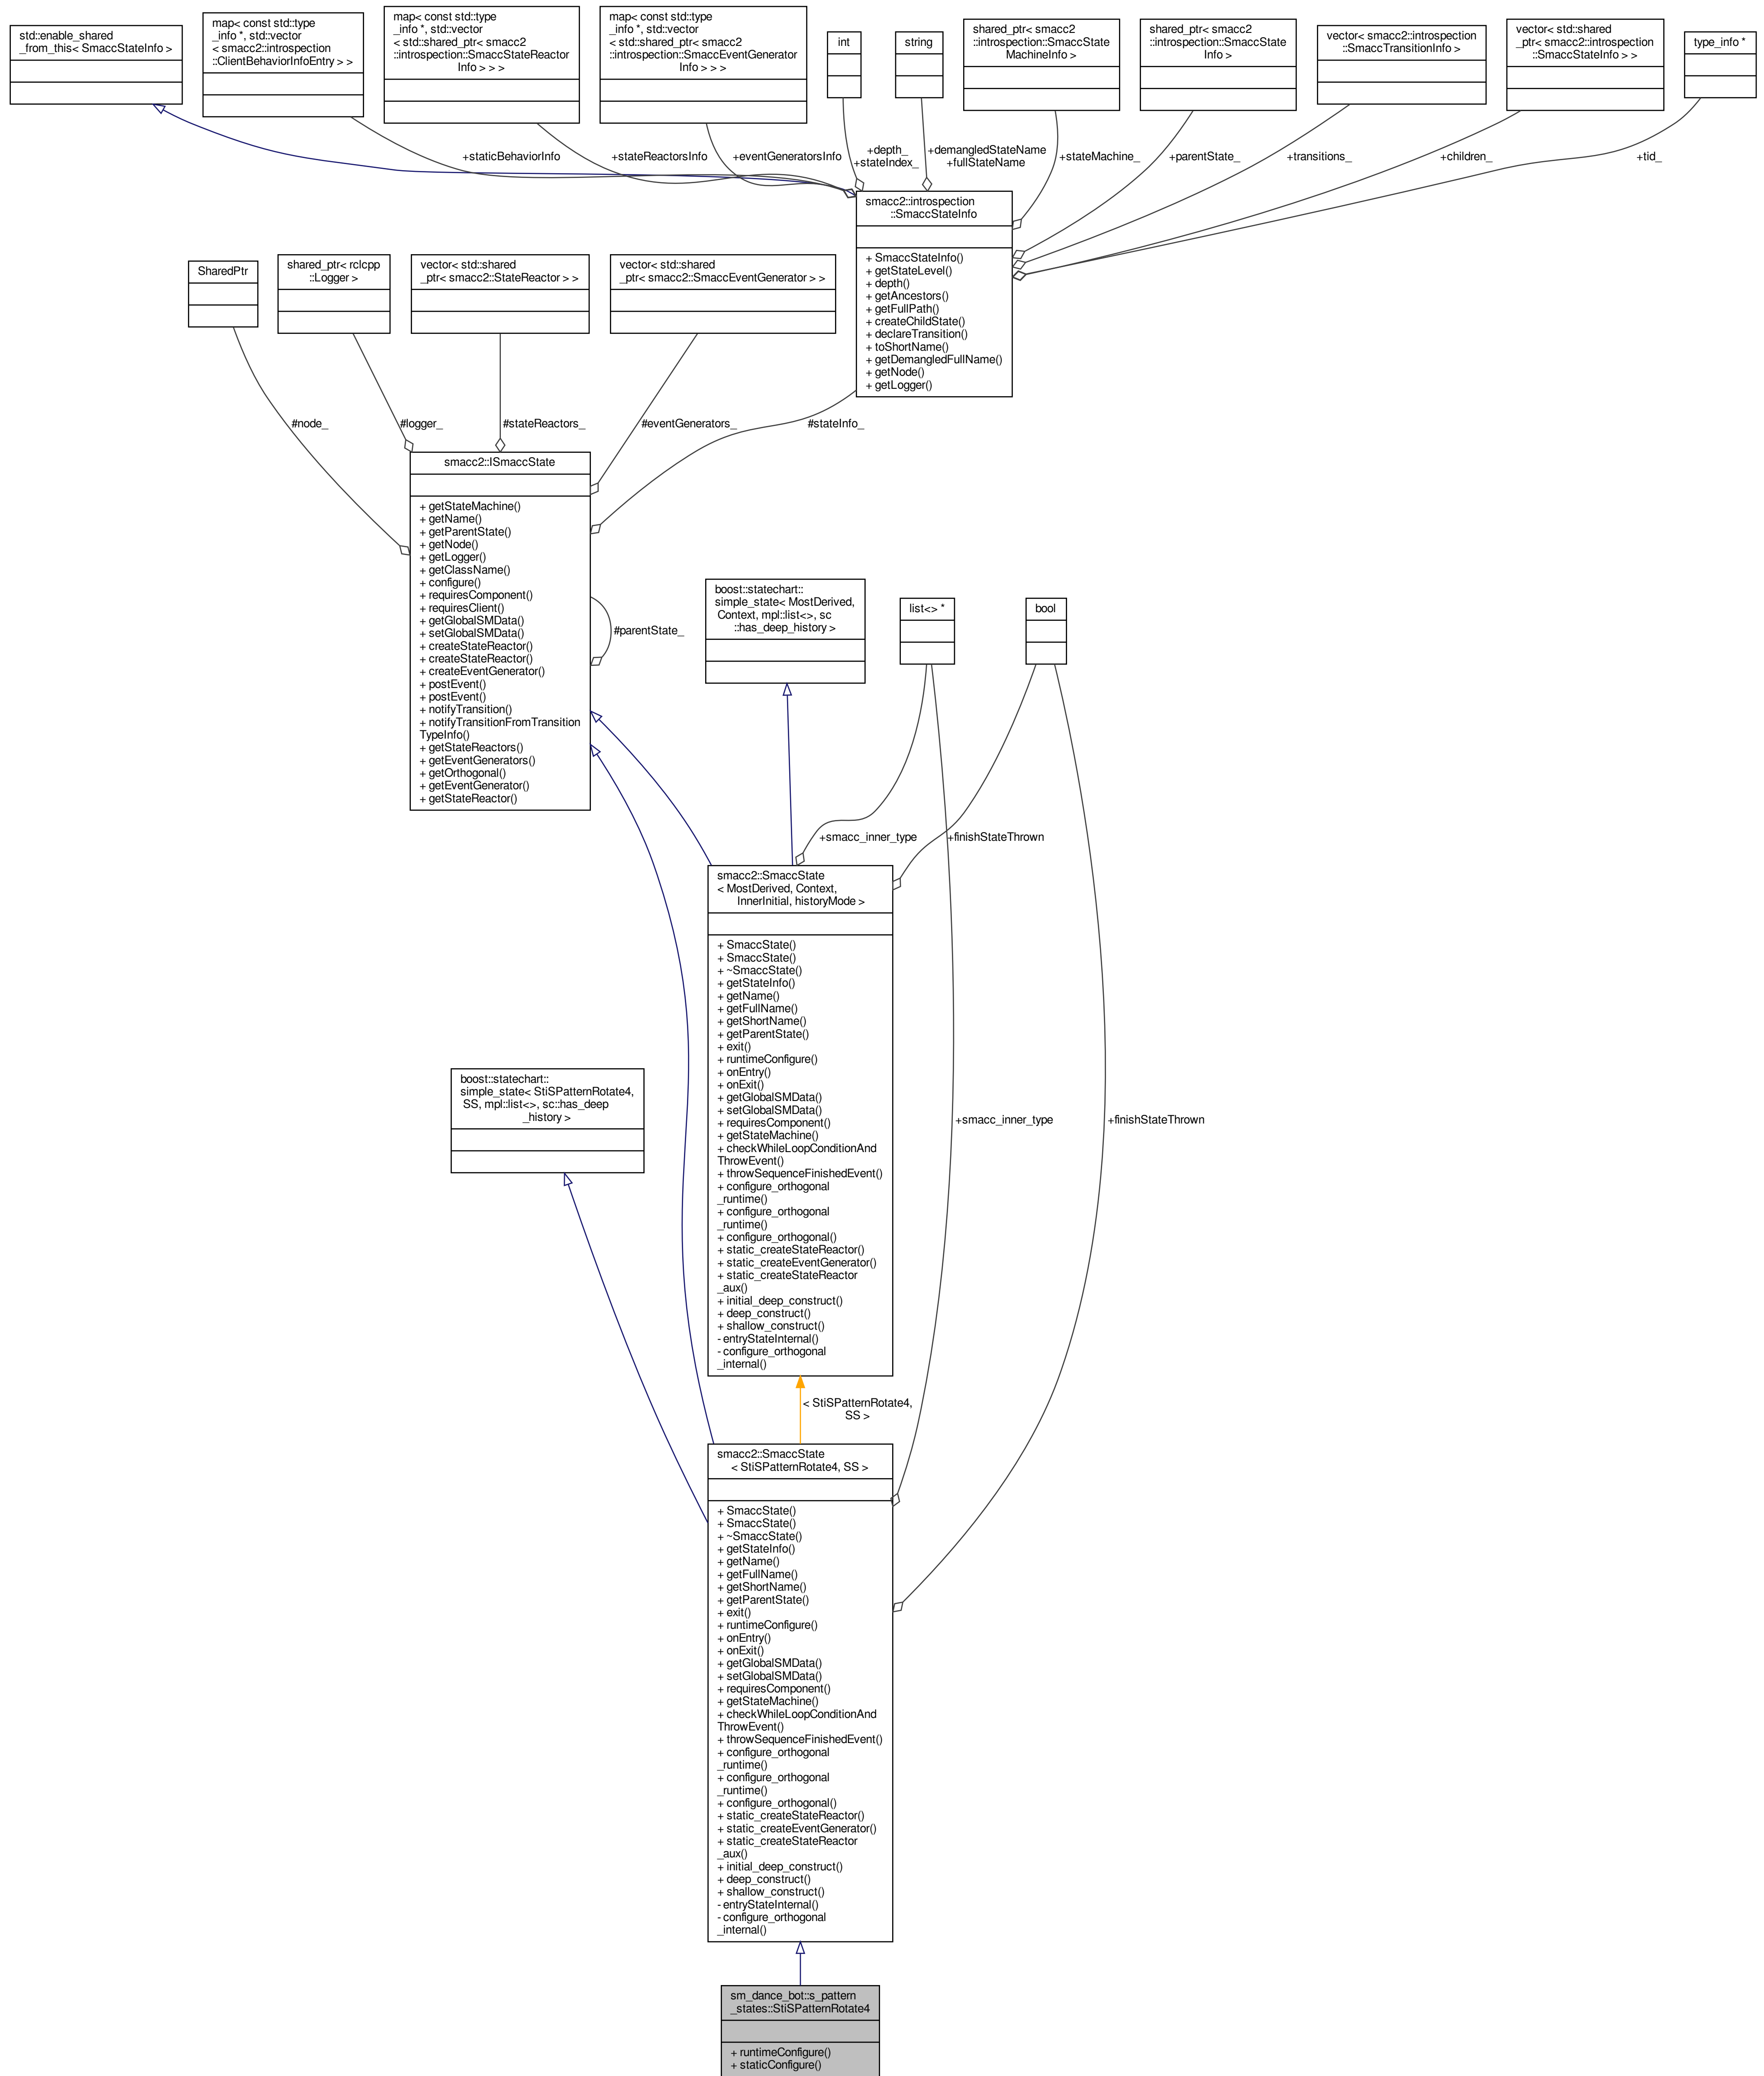 std::enable_shared
_from_this< SmaccStateInfo >
map< const std::type
_info *, std::vector
< smacc2::introspection
::ClientBehaviorInfoEntry > >
map< const std::type
_info *, std::vector
< std::shared_ptr< smacc2
::introspection::SmaccStateReactor
Info > > >
map< const std::type
_info *, std::vector
< std::shared_ptr< smacc2
::introspection::SmaccEventGenerator
Info > > >
int
string
shared_ptr< smacc2
::introspection::SmaccState
MachineInfo >
shared_ptr< smacc2
::introspection::SmaccState
Info >
vector< smacc2::introspection
::SmaccTransitionInfo >
vector< std::shared
_ptr< smacc2::introspection
::SmaccStateInfo > >
type_info *
+staticBehaviorInfo
+stateReactorsInfo
+eventGeneratorsInfo
+depth_
+stateIndex_
+demangledStateName
+fullStateName
+stateMachine_
+parentState_
+transitions_
+children_
+tid_
smacc2::introspection
::SmaccStateInfo
+ SmaccStateInfo()
+ getStateLevel()
+ depth()
+ getAncestors()
+ getFullPath()
+ createChildState()
+ declareTransition()
+ toShortName()
+ getDemangledFullName()
+ getNode()
+ getLogger()
SharedPtr
shared_ptr< rclcpp
::Logger >
vector< std::shared
_ptr< smacc2::StateReactor > >
vector< std::shared
_ptr< smacc2::SmaccEventGenerator > >
#node_
#logger_
#stateReactors_
#eventGenerators_
#stateInfo_
smacc2::ISmaccState
+ getStateMachine()
+ getName()
+ getParentState()
+ getNode()
+ getLogger()
+ getClassName()
+ configure()
+ requiresComponent()
+ requiresClient()
+ getGlobalSMData()
+ setGlobalSMData()
+ createStateReactor()
+ createStateReactor()
+ createEventGenerator()
+ postEvent()
+ postEvent()
+ notifyTransition()
+ notifyTransitionFromTransition
TypeInfo()
+ getStateReactors()
+ getEventGenerators()
+ getOrthogonal()
+ getEventGenerator()
+ getStateReactor()
#parentState_
boost::statechart::
simple_state< MostDerived,
Context, mpl::list<>, sc
::has_deep_history >
list<> *
bool
+smacc_inner_type
+finishStateThrown
smacc2::SmaccState
< MostDerived, Context,
InnerInitial, historyMode >
+ SmaccState()
+ SmaccState()
+ ~SmaccState()
+ getStateInfo()
+ getName()
+ getFullName()
+ getShortName()
+ getParentState()
+ exit()
+ runtimeConfigure()
+ onEntry()
+ onExit()
+ getGlobalSMData()
+ setGlobalSMData()
+ requiresComponent()
+ getStateMachine()
+ checkWhileLoopConditionAnd
ThrowEvent()
+ throwSequenceFinishedEvent()
+ configure_orthogonal
_runtime()
+ configure_orthogonal
_runtime()
+ configure_orthogonal()
+ static_createStateReactor()
+ static_createEventGenerator()
+ static_createStateReactor
_aux()
+ initial_deep_construct()
+ deep_construct()
+ shallow_construct()
- entryStateInternal()
- configure_orthogonal
_internal()
boost::statechart::
simple_state< StiSPatternRotate4,
SS, mpl::list<>, sc::has_deep
_history >
+smacc_inner_type
+finishStateThrown
< StiSPatternRotate4,
SS >
smacc2::SmaccState
< StiSPatternRotate4, SS >
+ SmaccState()
+ SmaccState()
+ ~SmaccState()
+ getStateInfo()
+ getName()
+ getFullName()
+ getShortName()
+ getParentState()
+ exit()
+ runtimeConfigure()
+ onEntry()
+ onExit()
+ getGlobalSMData()
+ setGlobalSMData()
+ requiresComponent()
+ getStateMachine()
+ checkWhileLoopConditionAnd
ThrowEvent()
+ throwSequenceFinishedEvent()
+ configure_orthogonal
_runtime()
+ configure_orthogonal
_runtime()
+ configure_orthogonal()
+ static_createStateReactor()
+ static_createEventGenerator()
+ static_createStateReactor
_aux()
+ initial_deep_construct()
+ deep_construct()
+ shallow_construct()
- entryStateInternal()
- configure_orthogonal
_internal()
sm_dance_bot::s_pattern
_states::StiSPatternRotate4
+ runtimeConfigure()
+ staticConfigure()